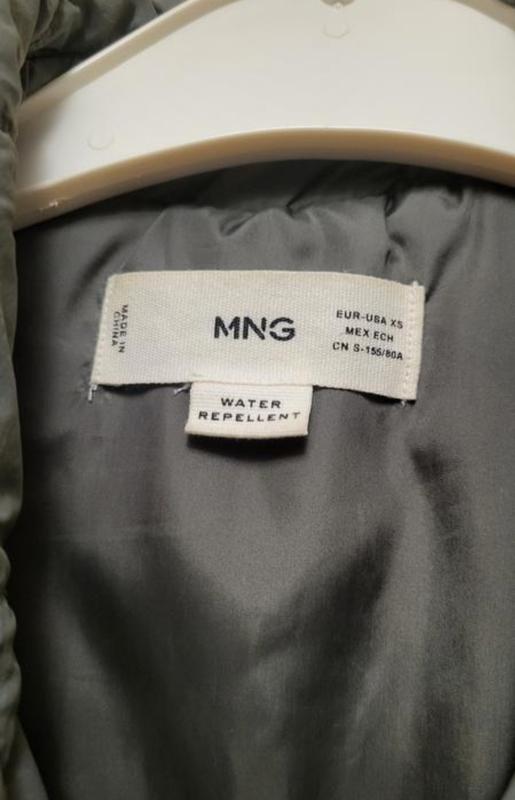 MADE IN
CHINA
MNG
EUR-USA XS
MEX ECH
CN S-155/80A
WATER
REPELLENT